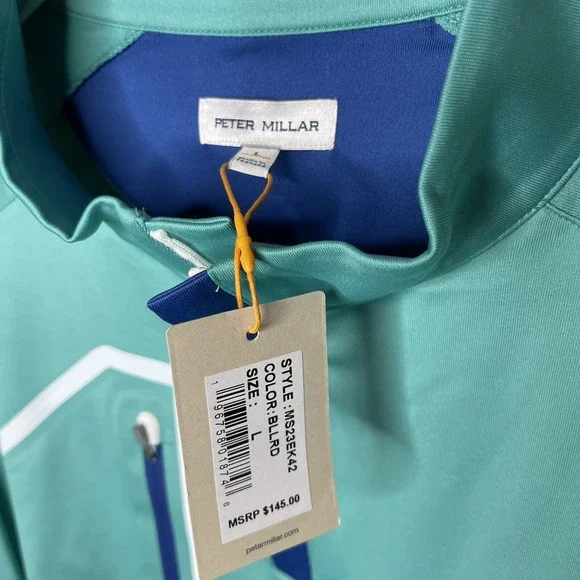 PETER MILLAR
L
STYLE: MS23EK42
COLOR: BLLRD
SIZE: L
MSRP $145.00
petermillar.com